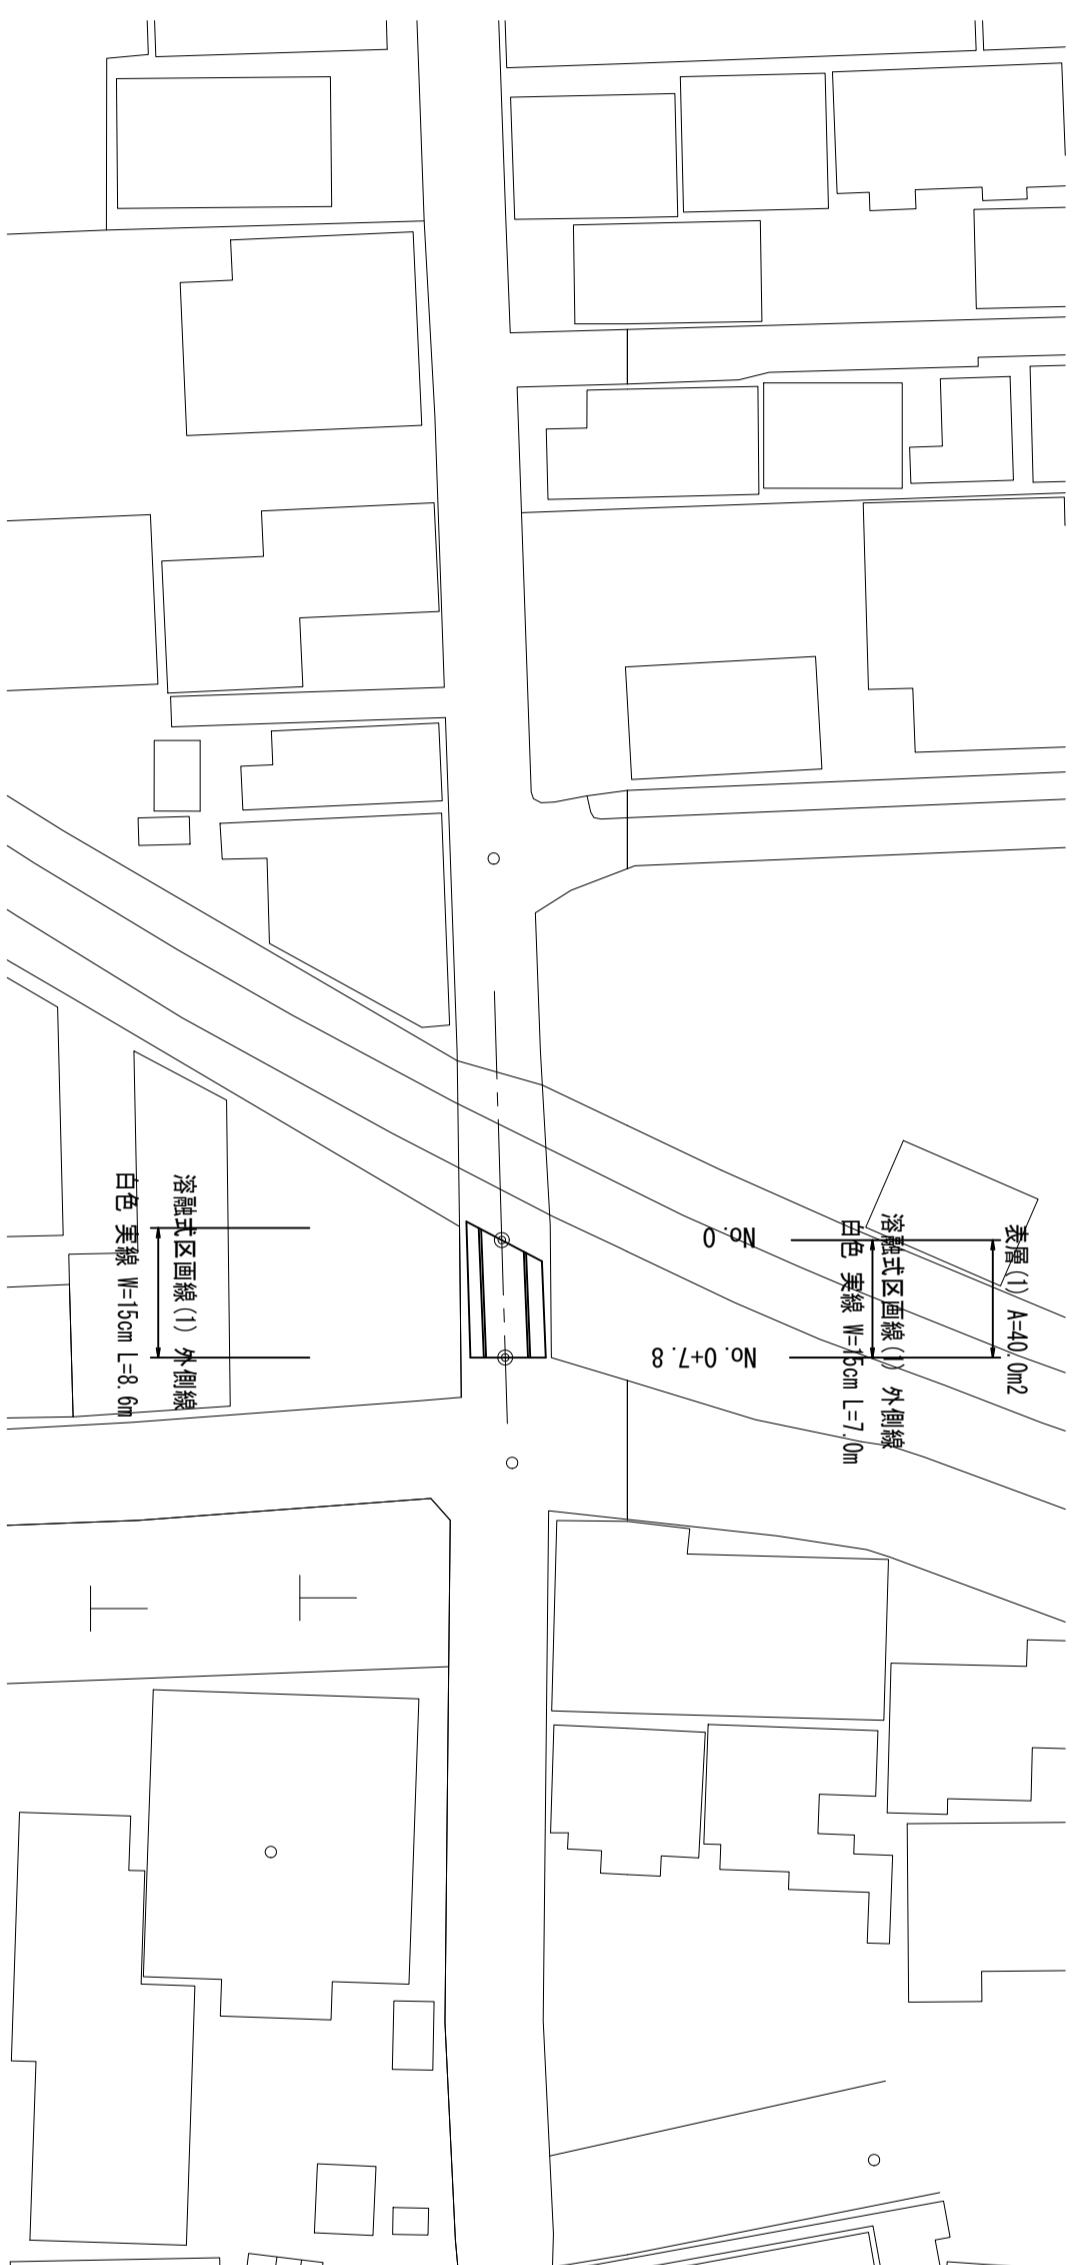 溶融式区画線(1) 外側線
白色 実線 W=15cm L=8.6m
No.0
No.0+7.8
溶融式区画線(1) 外側線
白色 実線 W=15cm L=7.0m
表層(1) A=40.0m2